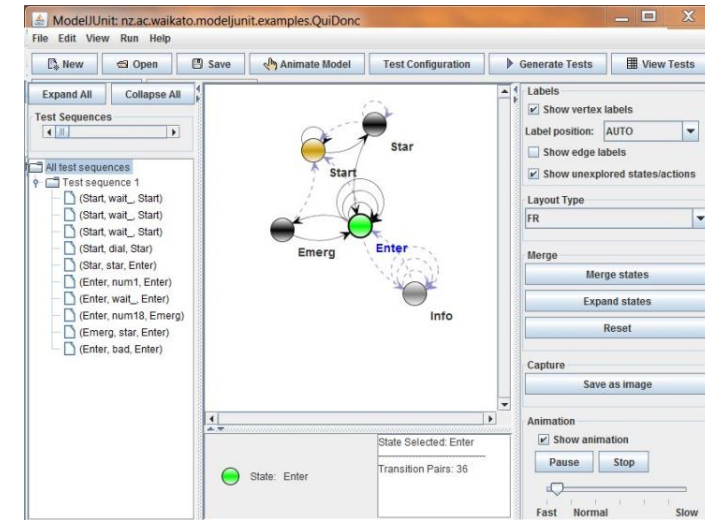 ModelJUnit: nz.ac.waikato.modeljunit.examples.QuiDonc
File Edit View Run Help
New Open Save Animate Model Test Configuration Generate Tests View Tests
Expand All Collapse All
Test Sequences
All test sequences
Test sequence 1
(Start, wait_, Start)
(Start, wait_, Start)
(Start, wait_, Start)
(Start, dial, Star)
(Star, star, Enter)
(Enter, num1, Enter)
(Enter, wait_, Enter)
(Enter, num18, Emerg)
(Emerg, star, Enter)
(Enter, bad, Enter)
Star
Start
Emerg
Enter
Info
State: Enter
State Selected: Enter
Transition Pairs: 36
Labels
Show vertex labels
Label position: AUTO
Show edge labels
Show unexplored states/actions
Layout Type
FR
Merge
Merge states
Expand states
Reset
Capture
Save as image
Animation
Show animation
Pause Stop
Fast Normal Slow